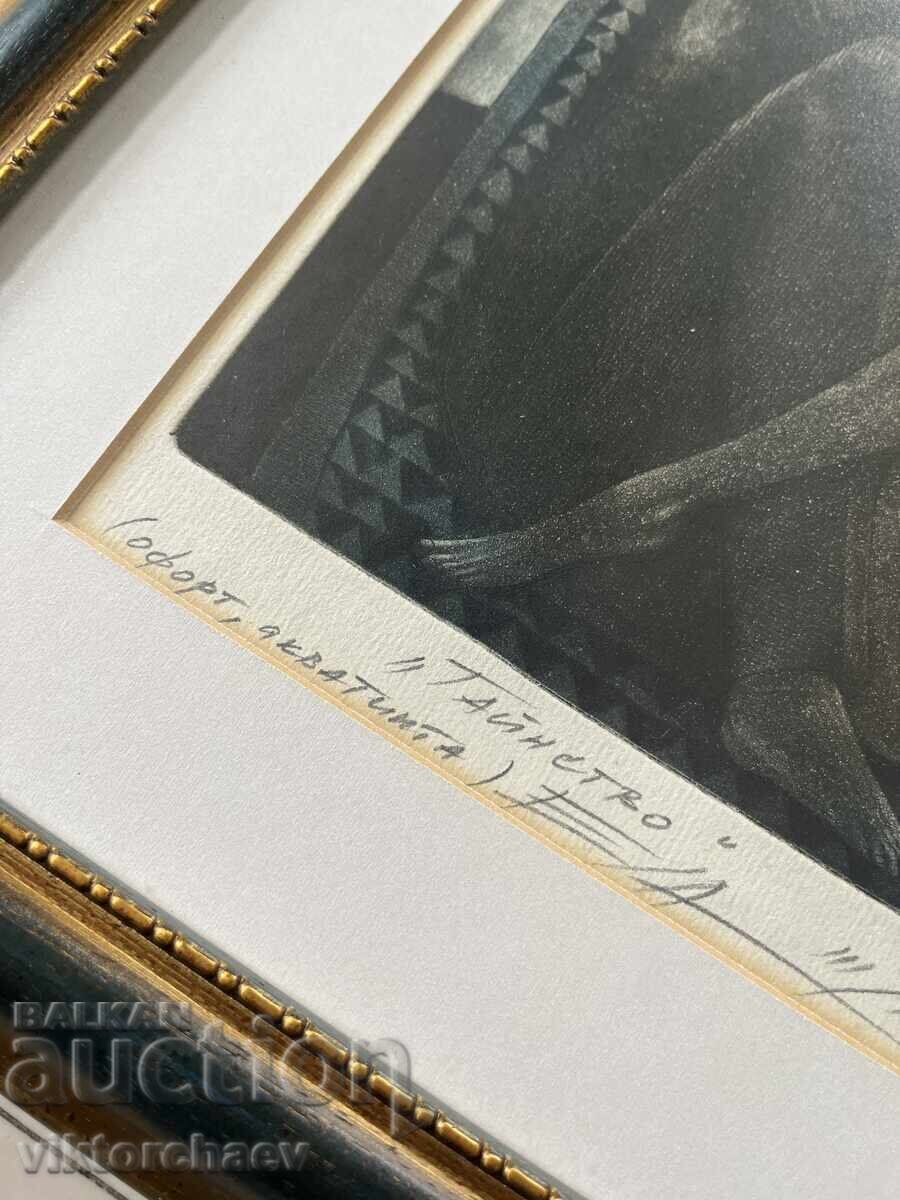 "Тайнство"
(офорт, акватинта)
BALKAN
auction
viktorchaev